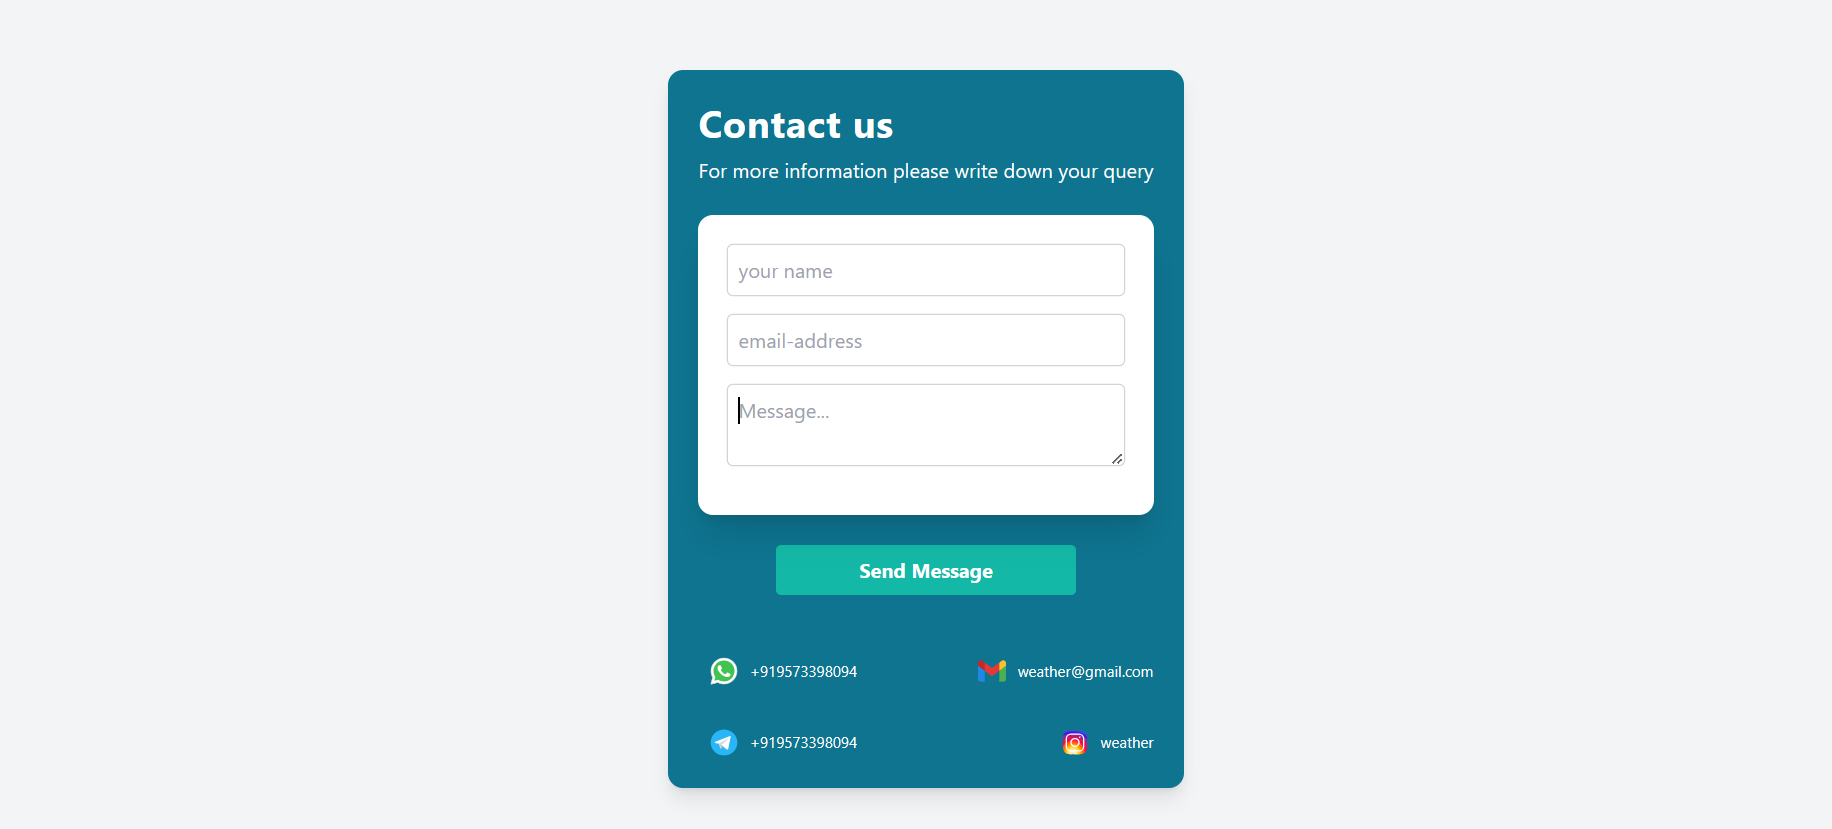 Contact us
For more information please write down your query
your name
email-address
Message...
Send Message
+919573398094
weather@gmail.com
+919573398094
weather